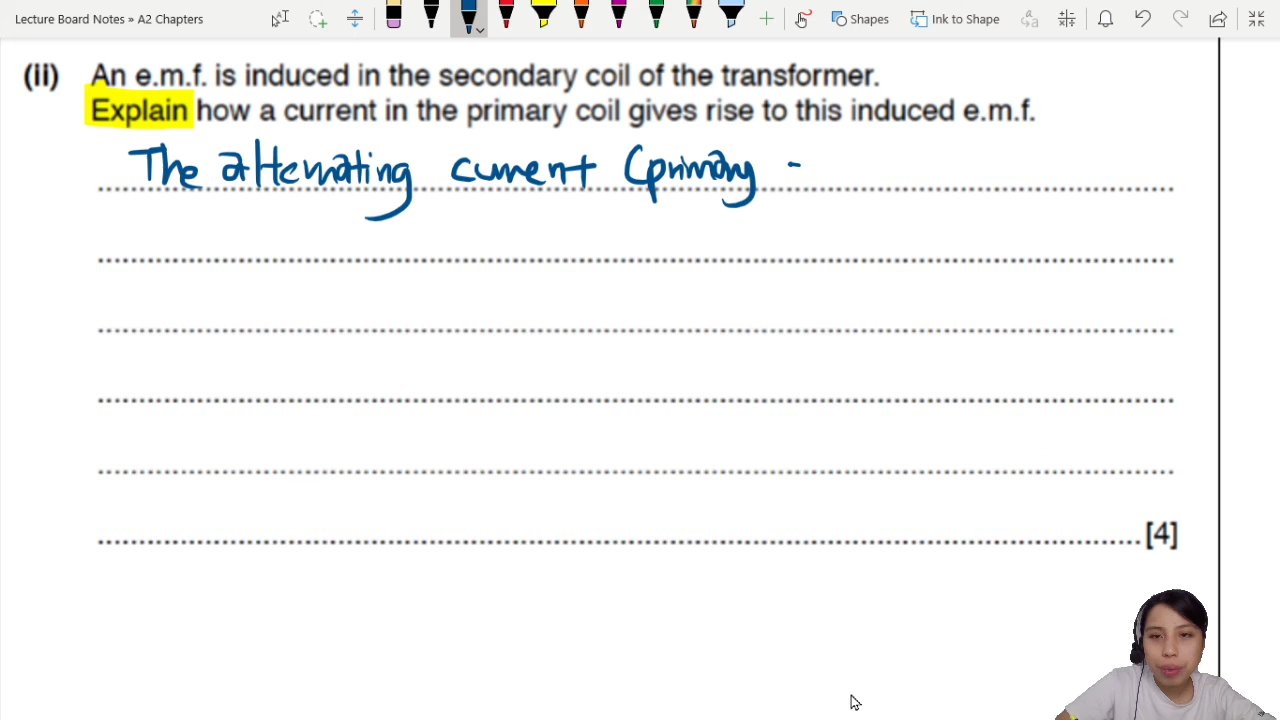 Lecture Board Notes » A2 Chapters
Shapes
Ink to Shape
(ii) An e.m.f. is induced in the secondary coil of the transformer.
Explain how a current in the primary coil gives rise to this induced e.m.f.
The alternating current (primary -
[4]